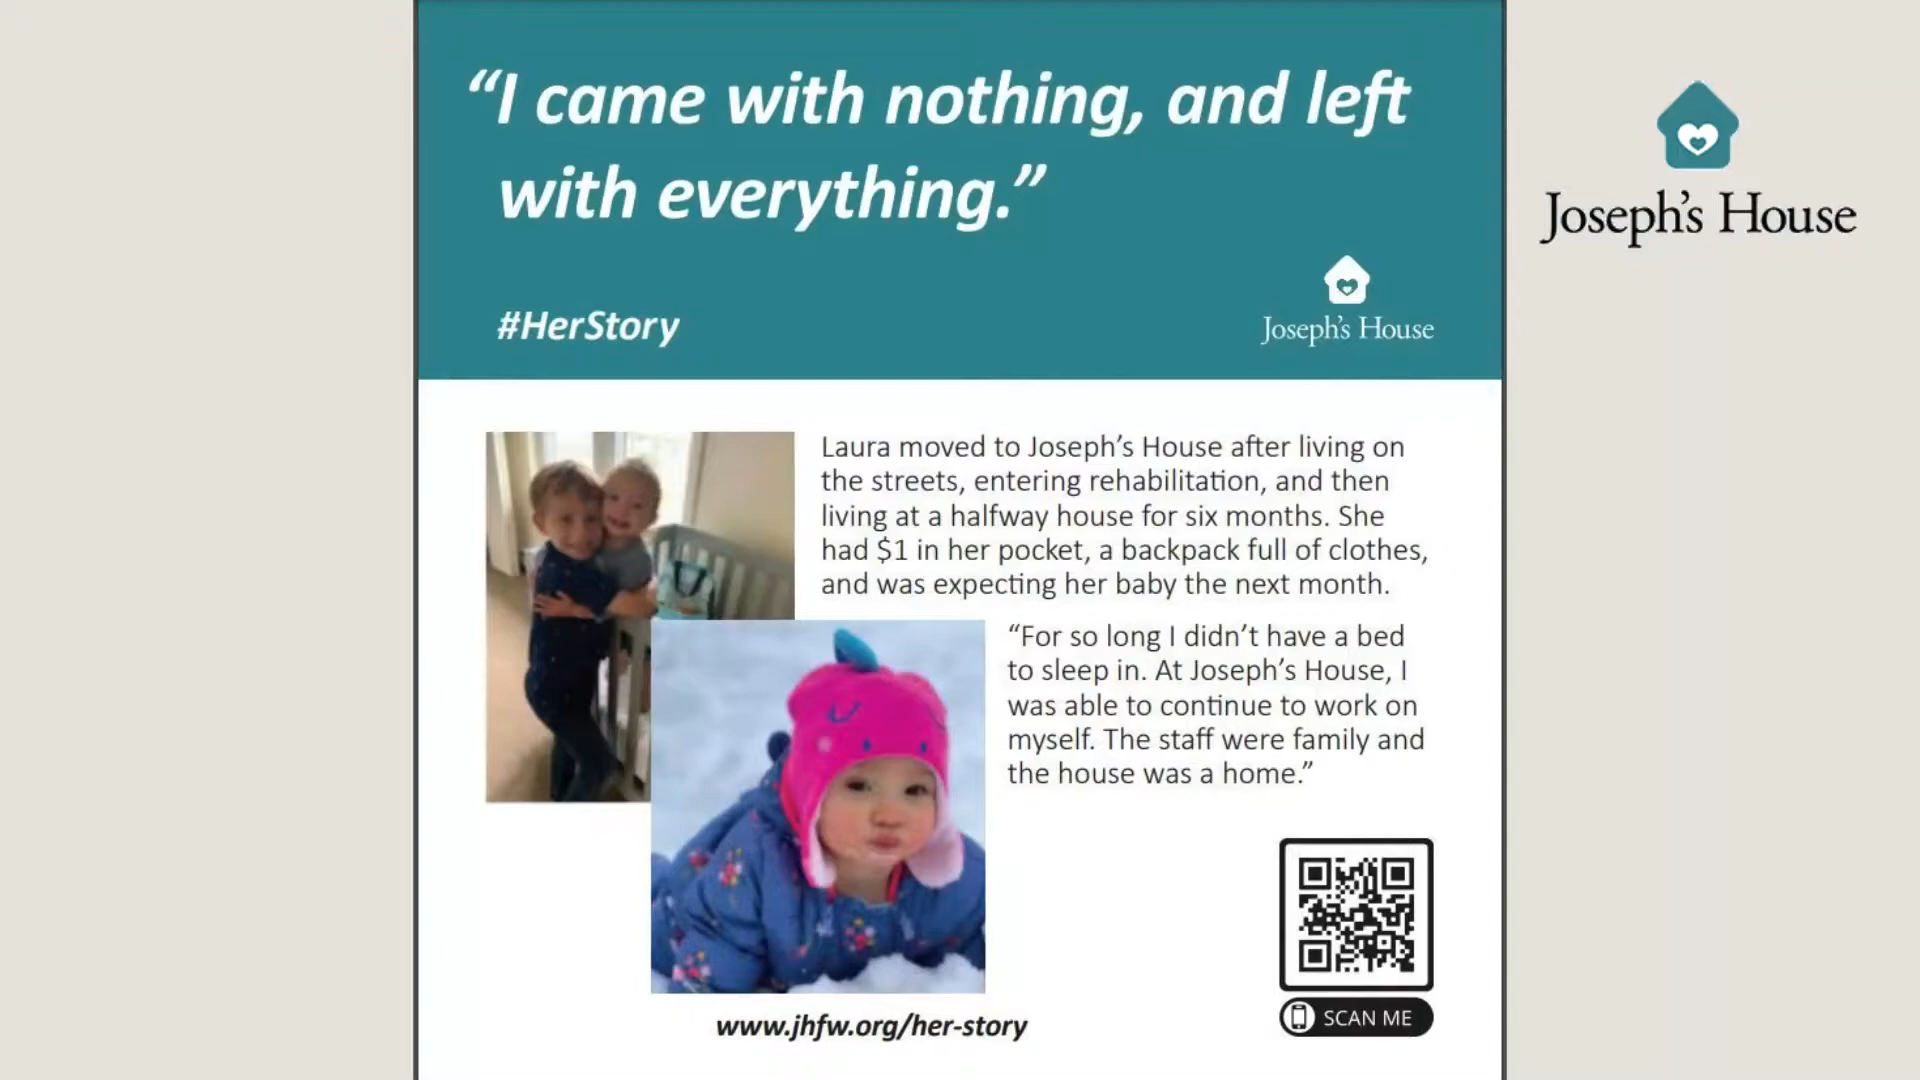 “I came with nothing, and left
with everything.”
#HerStory
Joseph’s House
Joseph’s House
Laura moved to Joseph’s House after living on
the streets, entering rehabilitation, and then
living at a halfway house for six months. She
had $1 in her pocket, a backpack full of clothes,
and was expecting her baby the next month.
“For so long I didn’t have a bed
to sleep in. At Joseph’s House, I
was able to continue to work on
myself. The staff were family and
the house was a home.”
SCAN ME
www.jhfw.org/her-story